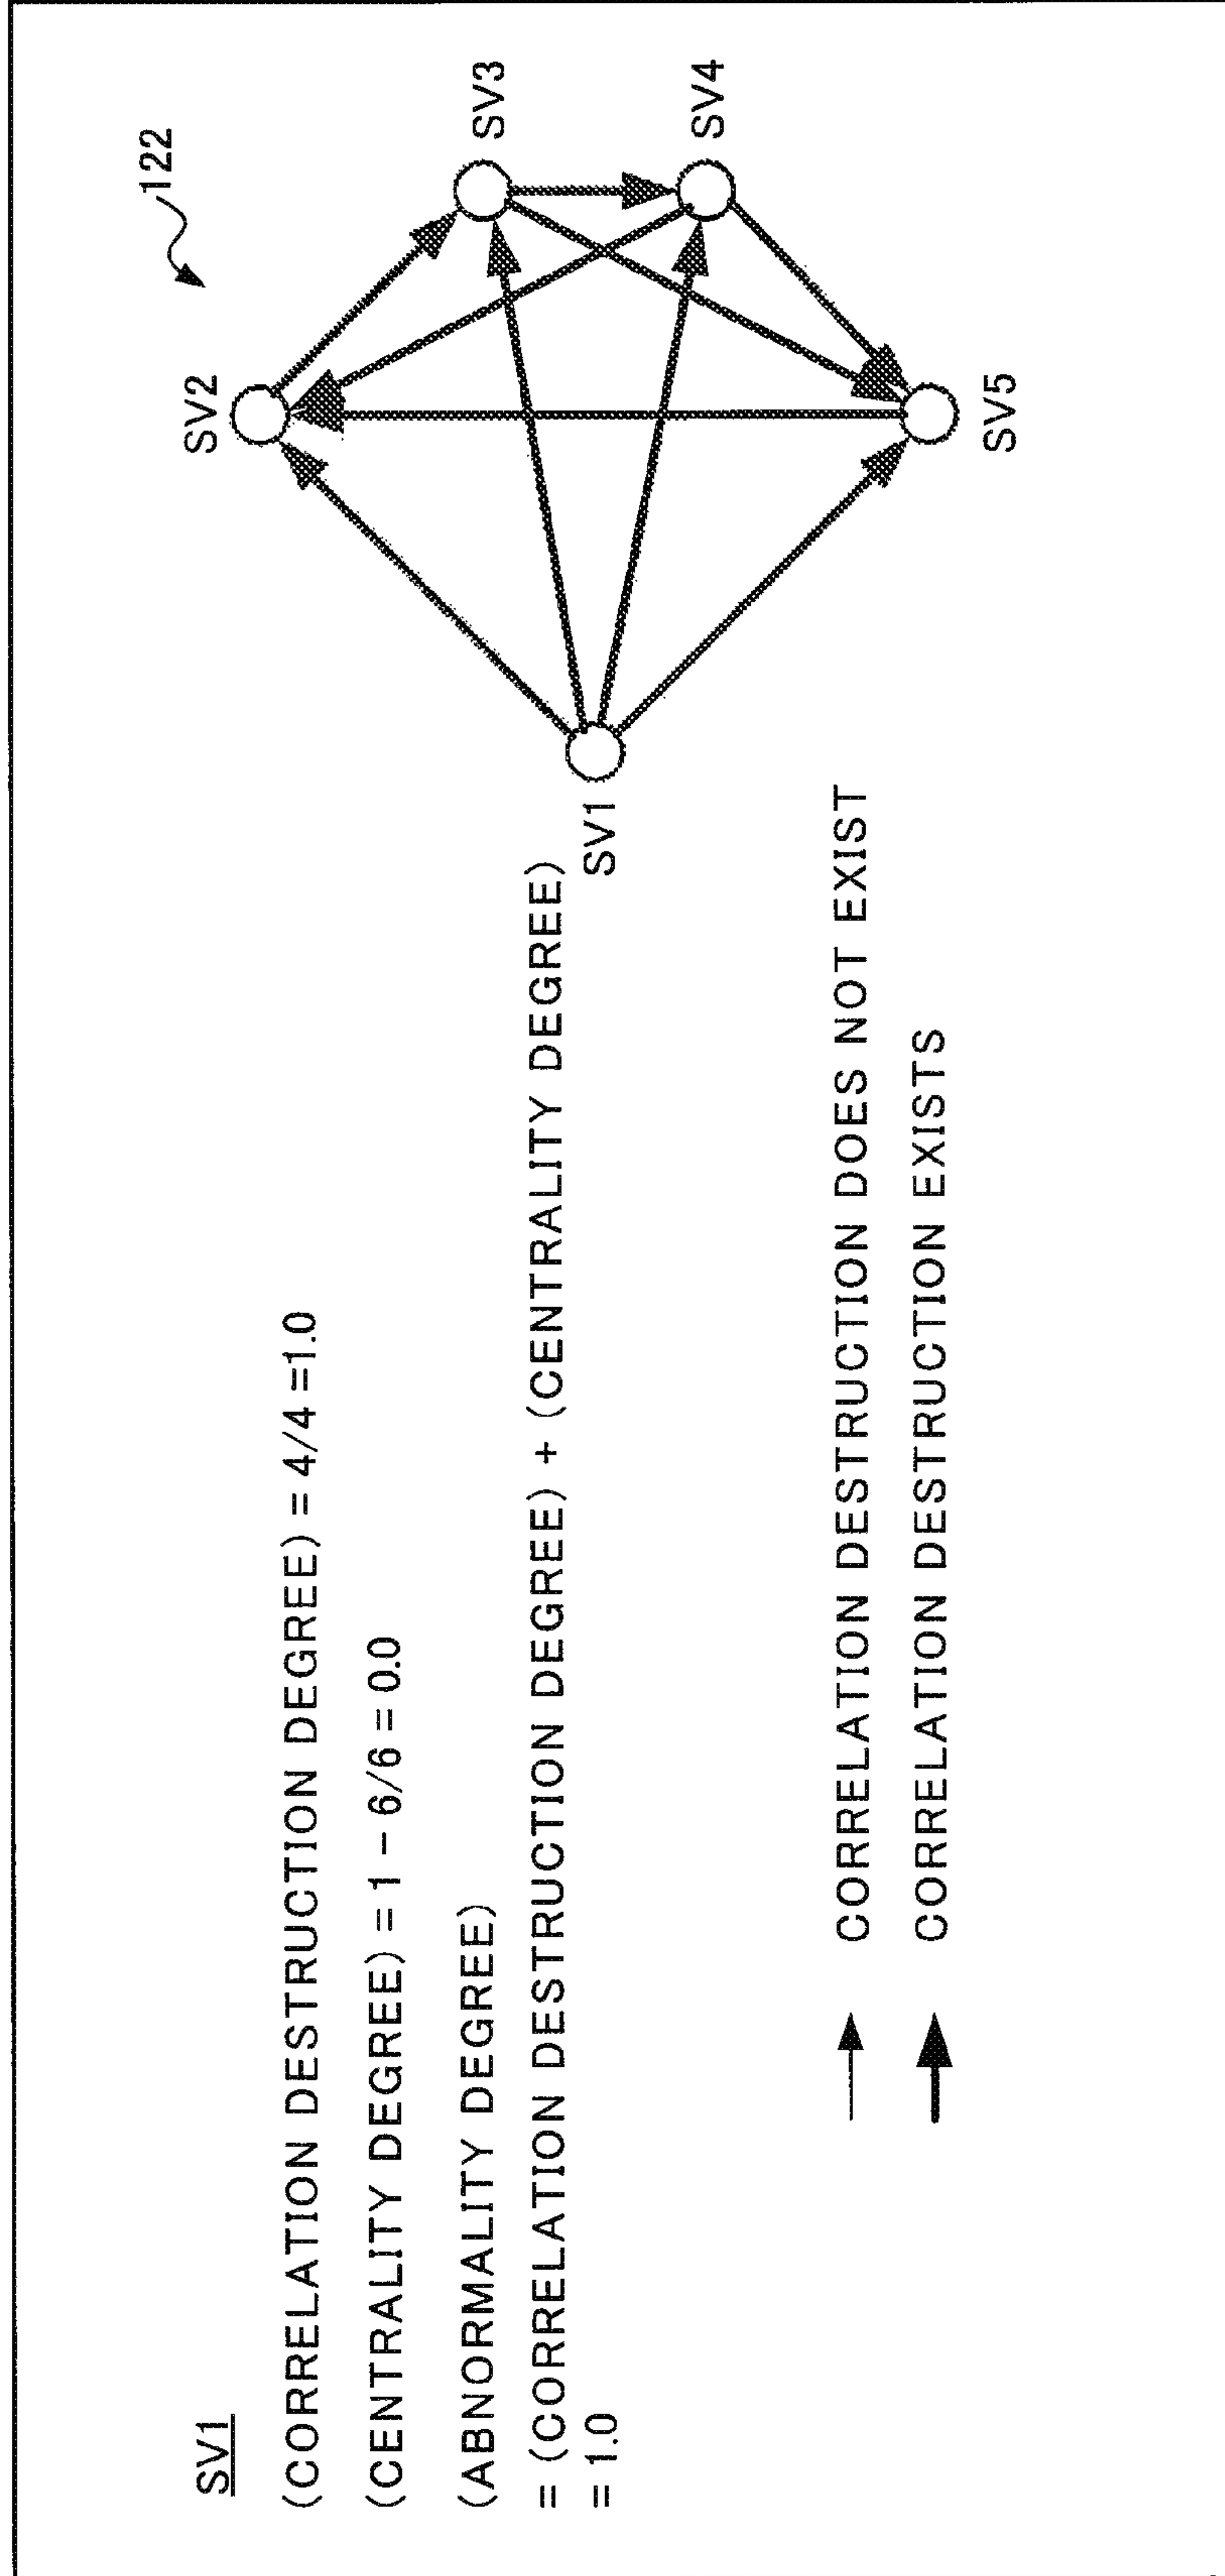 SV1
(CORRELATION DESTRUCTION DEGREE) = 4/4 =1.0
(CENTRALITY DEGREE) = 1 - 6/6 = 0.0
(ABNORMALITY DEGREE)
= (CORRELATION DESTRUCTION DEGREE) + (CENTRALITY DEGREE)
= 1.0
122
SV2
SV3
SV1
SV4
SV5
CORRELATION DESTRUCTION DOES NOT EXIST
CORRELATION DESTRUCTION EXISTS